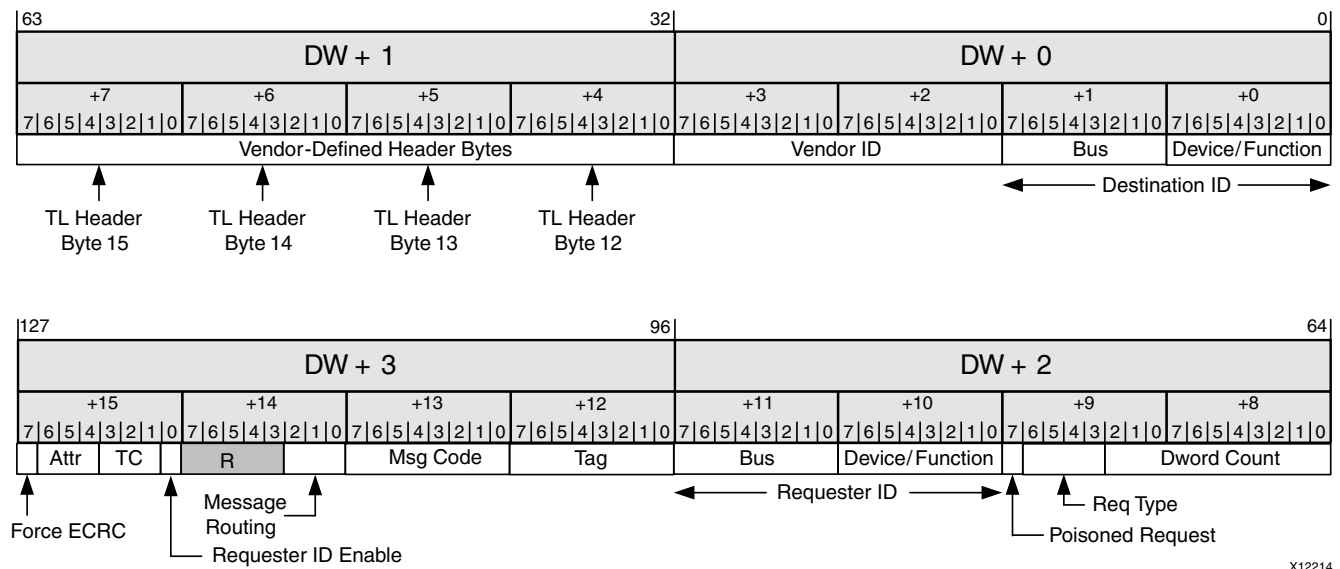 63 32 0
DW + 1 DW + 0
+7 +6 +5 +4 +3 +2 +1 +0
7 6 5 4 3 2 1 0 7 6 5 4 3 2 1 0 7 6 5 4 3 2 1 0 7 6 5 4 3 2 1 0 7 6 5 4 3 2 1 0 7 6 5 4 3 2 1 0 7 6 5 4 3 2 1 0 7 6 5 4 3 2 1 0
Vendor-Defined Header Bytes Vendor ID Bus Device/Function
Destination ID
TL Header TL Header TL Header TL Header
Byte 15 Byte 14 Byte 13 Byte 12
127 96 64
DW + 3 DW + 2
+15 +14 +13 +12 +11 +10 +9 +8
7 6 5 4 3 2 1 0 7 6 5 4 3 2 1 0 7 6 5 4 3 2 1 0 7 6 5 4 3 2 1 0 7 6 5 4 3 2 1 0 7 6 5 4 3 2 1 0 7 6 5 4 3 2 1 0 7 6 5 4 3 2 1 0
Attr TC R Msg Code Tag Bus Device/Function Dword Count
Message Requester ID Req Type
Routing
Force ECRC Poisoned Request
Requester ID Enable
X12214